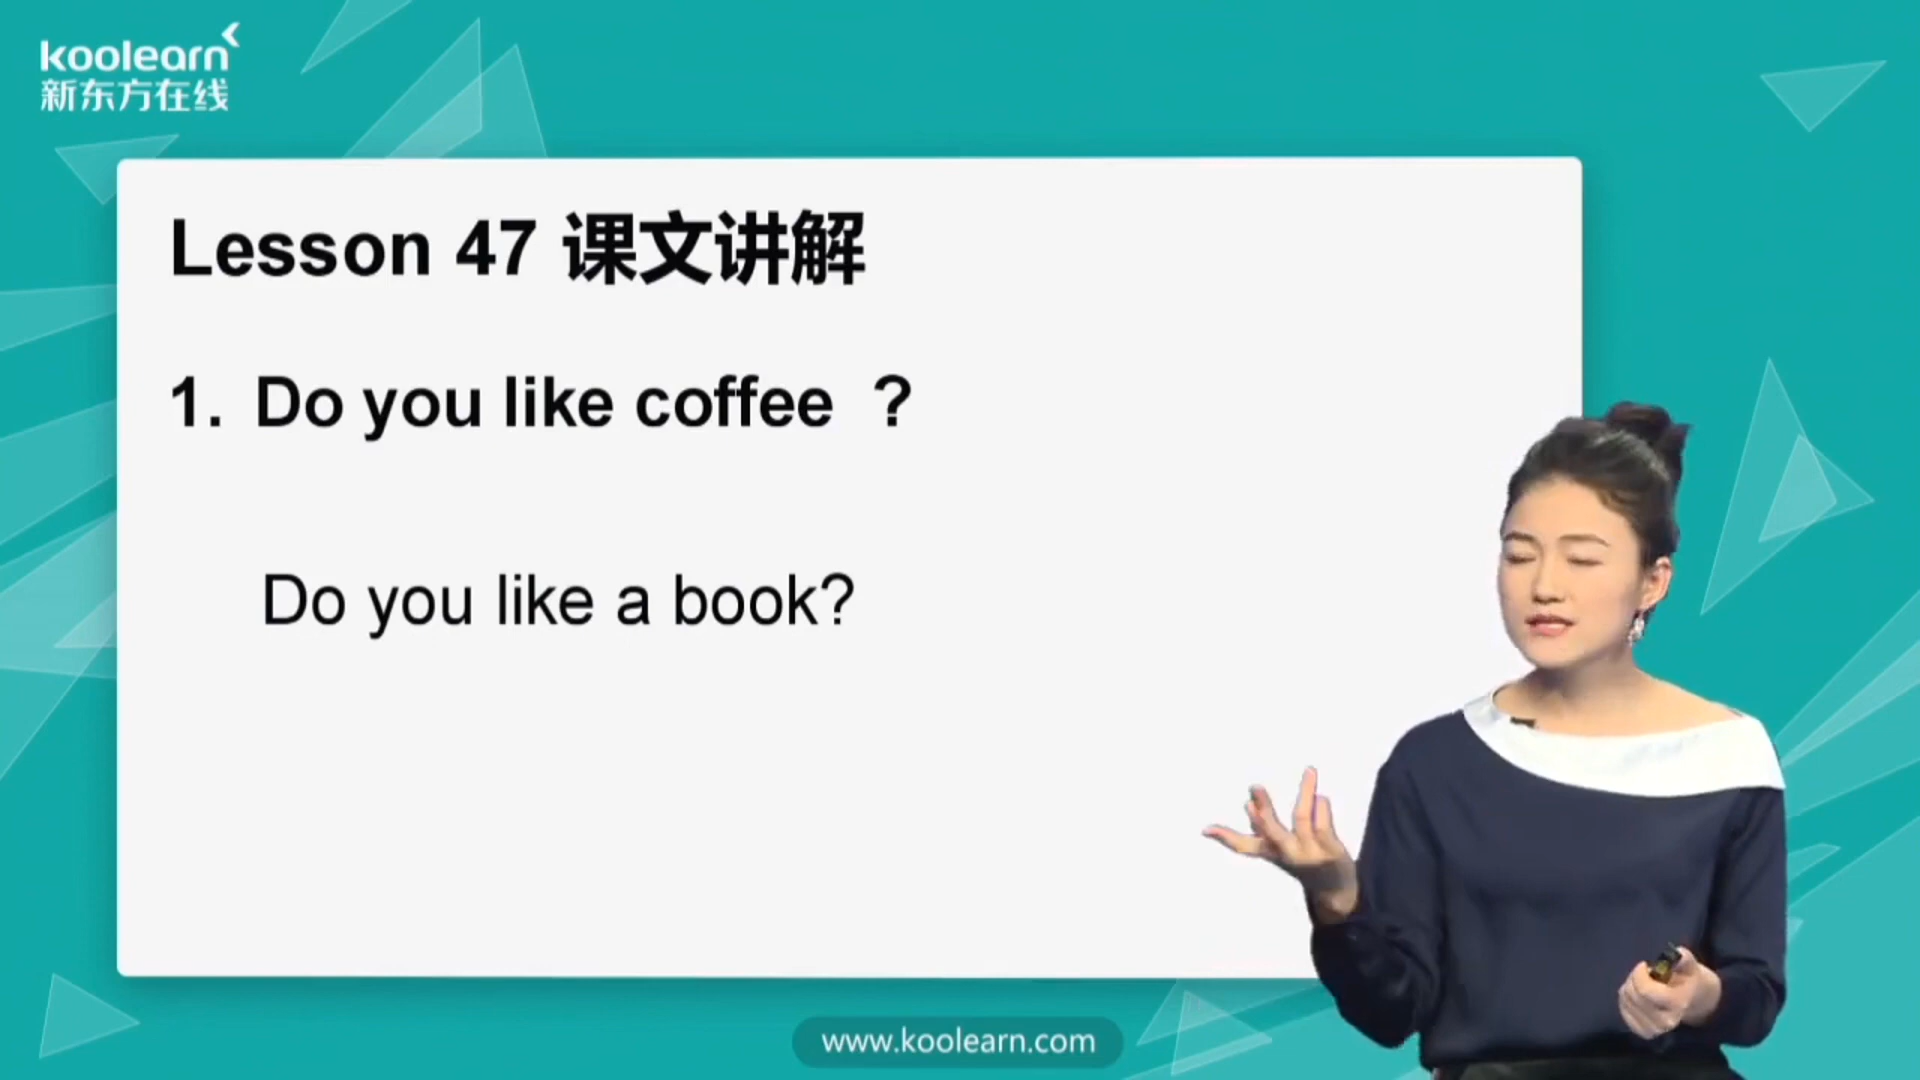 koolearn
新东方在线
Lesson 47 课文讲解
1. Do you like coffee ？
Do you like a book?
www.koolearn.com